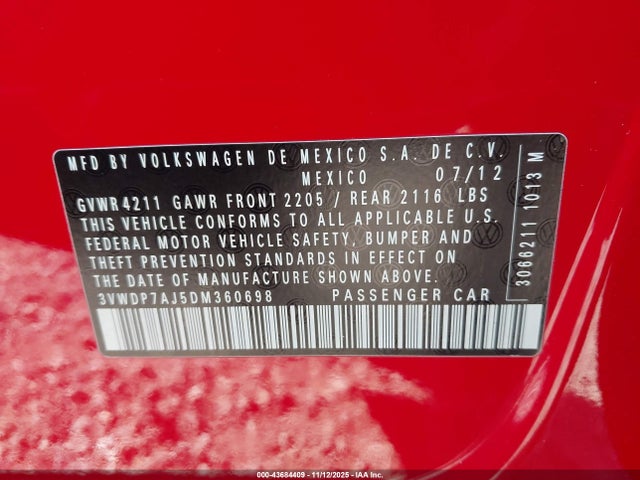 MFD BY VOLKSWAGEN DE MEXICO S.A. DE C.V.
MEXICO 07/12
GVWR 4211 GAWR FRONT 2205 / REAR 2116 LBS
THIS VEHICLE CONFORMS TO ALL APPLICABLE U.S.
FEDERAL MOTOR VEHICLE SAFETY, BUMPER AND
THEFT PREVENTION STANDARDS IN EFFECT ON
THE DATE OF MANUFACTURE SHOWN ABOVE.
3VWDP7AJ5DM360698 PASSENGER CAR
3066211 1013 M
000-43684409 - 11/12/2025 - IAA Inc.